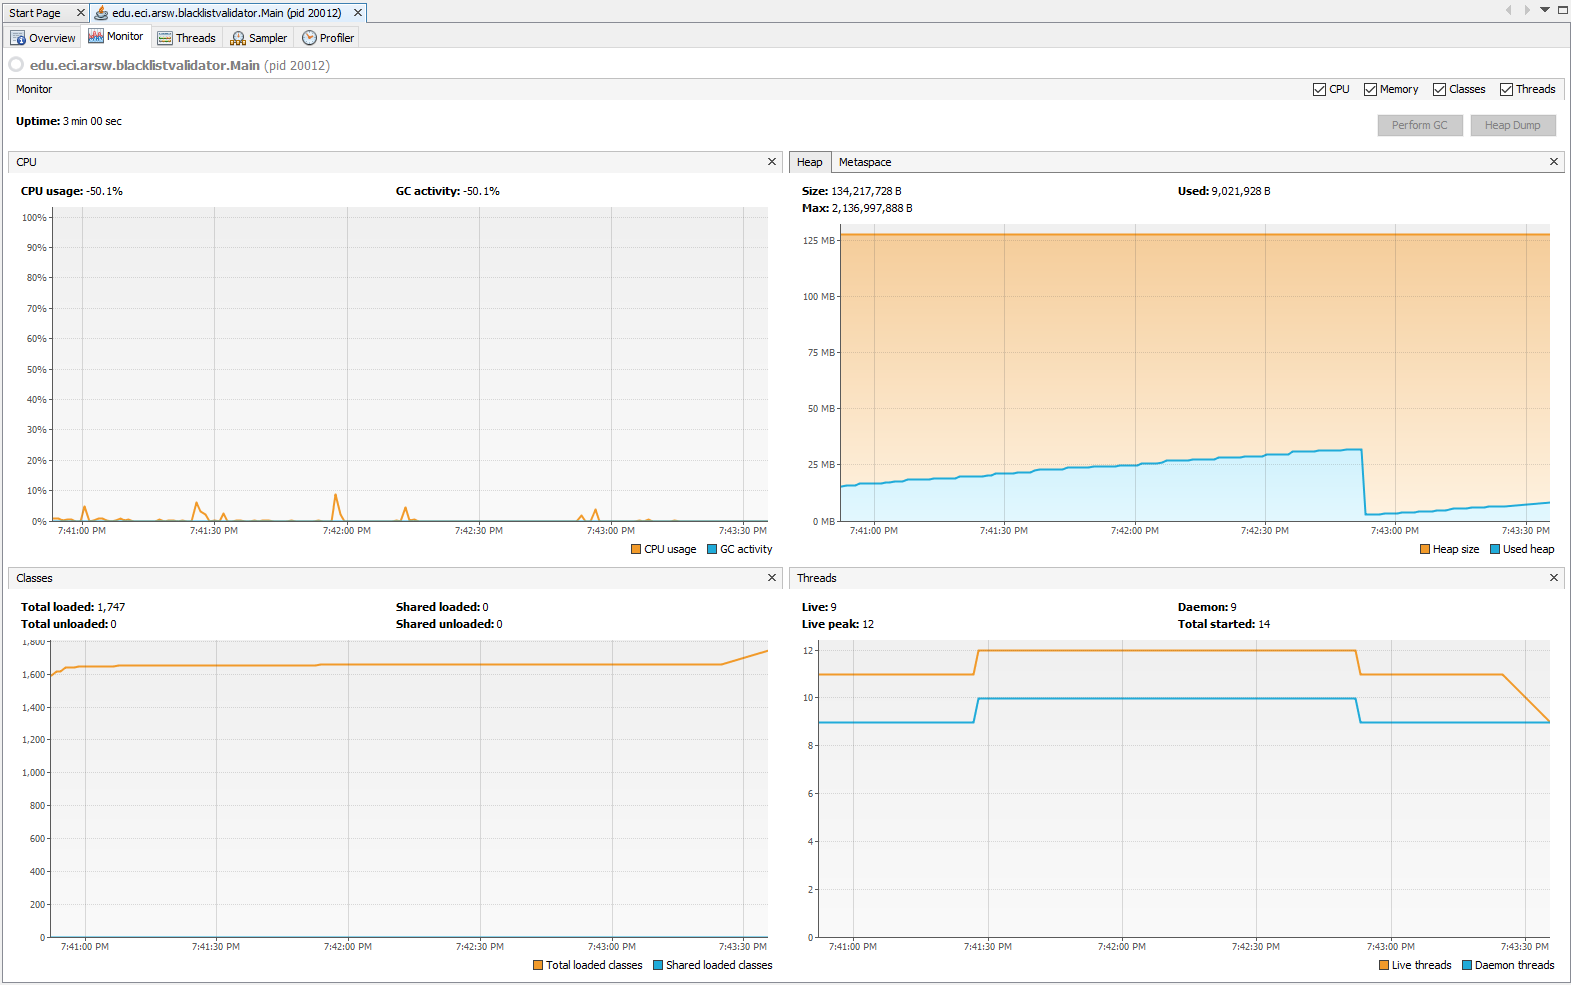 Start Page
edu.eci.arsw.blacklistvalidator.Main (pid 20012)
Overview Monitor Threads Sampler Profiler
edu.eci.arsw.blacklistvalidator.Main (pid 20012)
Monitor
CPU Memory Classes Threads
Uptime: 3 min 00 sec
Perform GC Heap Dump
CPU
CPU usage: -50.1% GC activity: -50.1%
100%
90%
80%
70%
60%
50%
40%
30%
20%
10%
0%
7:41:00 PM 7:41:30 PM 7:42:00 PM 7:42:30 PM 7:43:00 PM 7:43:30 PM
CPU usage GC activity
Heap Metaspace
Size: 134,217,728 B Used: 9,021,928 B
Max: 2,136,997,888 B
125 MB
100 MB
75 MB
50 MB
25 MB
0 MB
7:41:00 PM 7:41:30 PM 7:42:00 PM 7:42:30 PM 7:43:00 PM 7:43:30 PM
Heap size Used heap
Classes
Total loaded: 1,747 Shared loaded: 0
Total unloaded: 0 Shared unloaded: 0
1,800
1,600
1,400
1,200
1,000
800
600
400
200
0
7:41:00 PM 7:41:30 PM 7:42:00 PM 7:42:30 PM 7:43:00 PM 7:43:30 PM
Total loaded classes Shared loaded classes
Threads
Live: 9 Daemon: 9
Live peak: 12 Total started: 14
12
10
8
6
4
2
0
7:41:00 PM 7:41:30 PM 7:42:00 PM 7:42:30 PM 7:43:00 PM 7:43:30 PM
Live threads Daemon threads